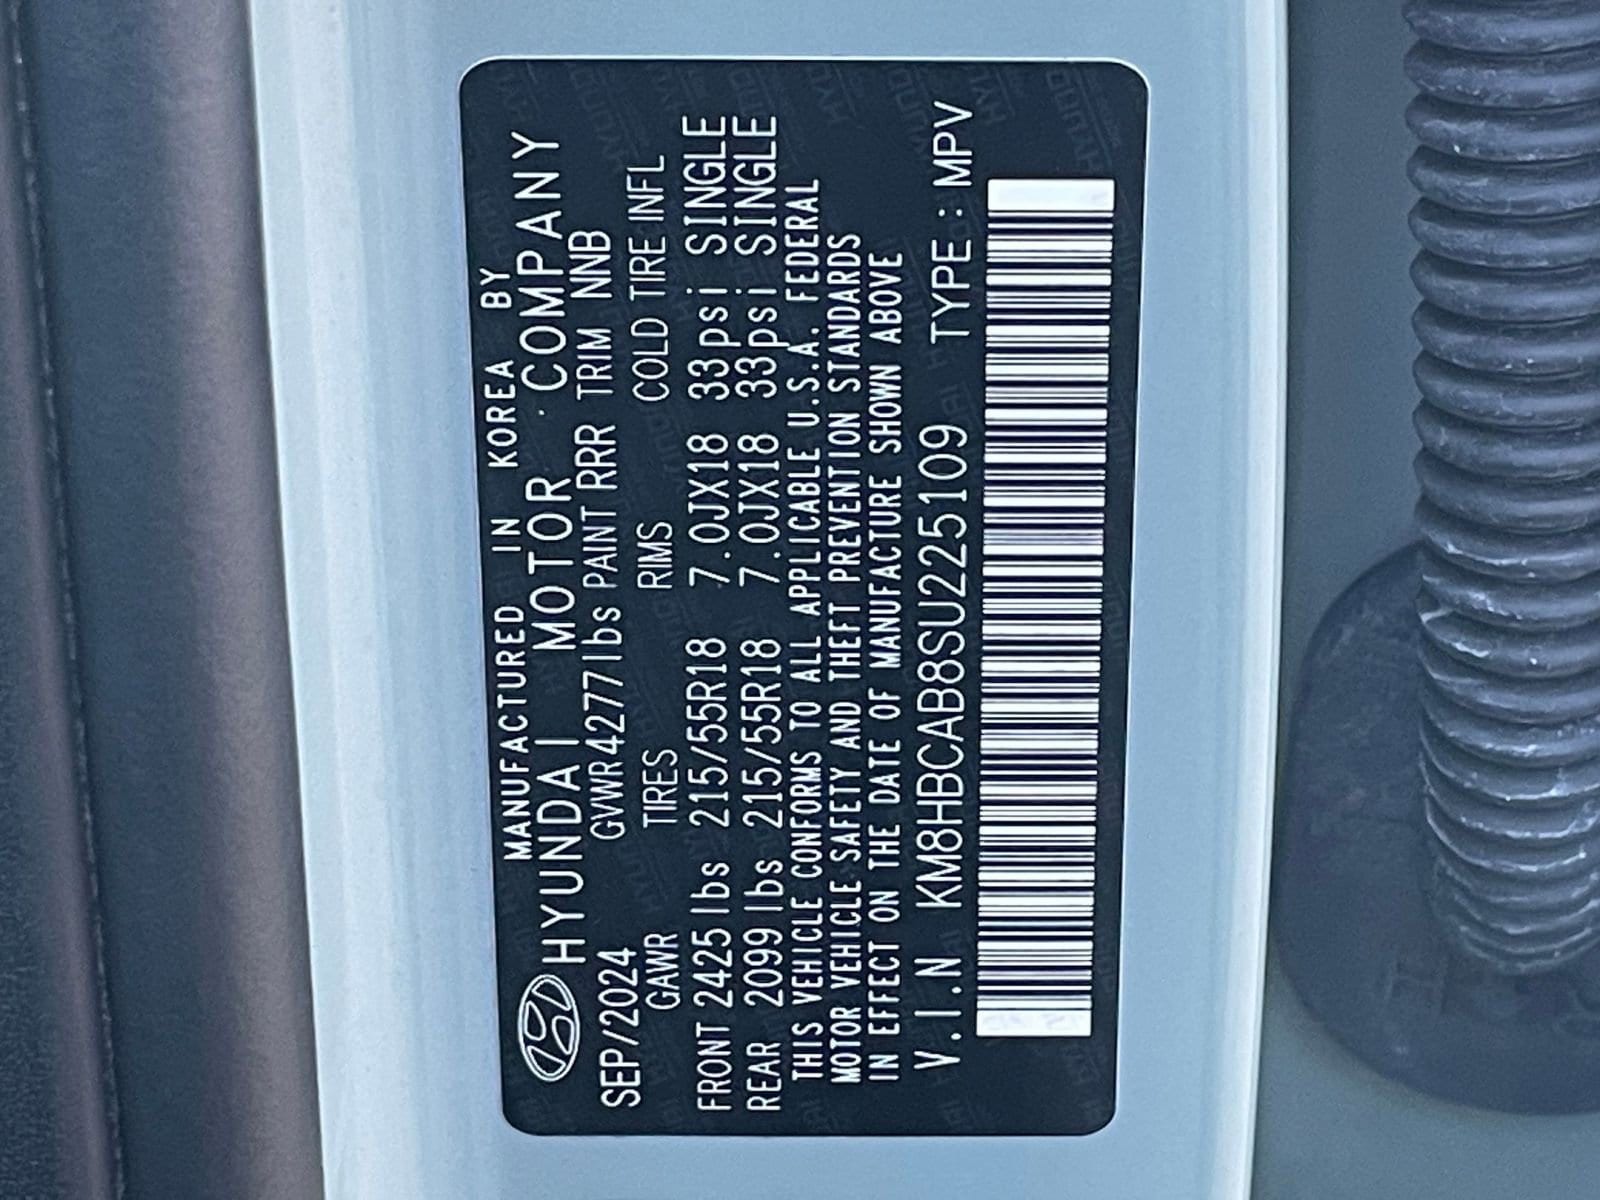 MANUFACTURED IN KOREA BY
HYUNDAI MOTOR COMPANY
SEP/2024 GVWR 4277lbs PAINT RRR TRIM NNB
GAWR TIRES RIMS COLD TIRE INFL
FRONT 2425 lbs 215/55R18 7.0JX18 33psi SINGLE
REAR 2099 lbs 215/55R18 7.0JX18 33psi SINGLE
THIS VEHICLE CONFORMS TO ALL APPLICABLE U.S.A. FEDERAL
MOTOR VEHICLE SAFETY AND THEFT PREVENTION STANDARDS
IN EFFECT ON THE DATE OF MANUFACTURE SHOWN ABOVE
V.I.N KM8HBCAB8SU225109 TYPE : MPV